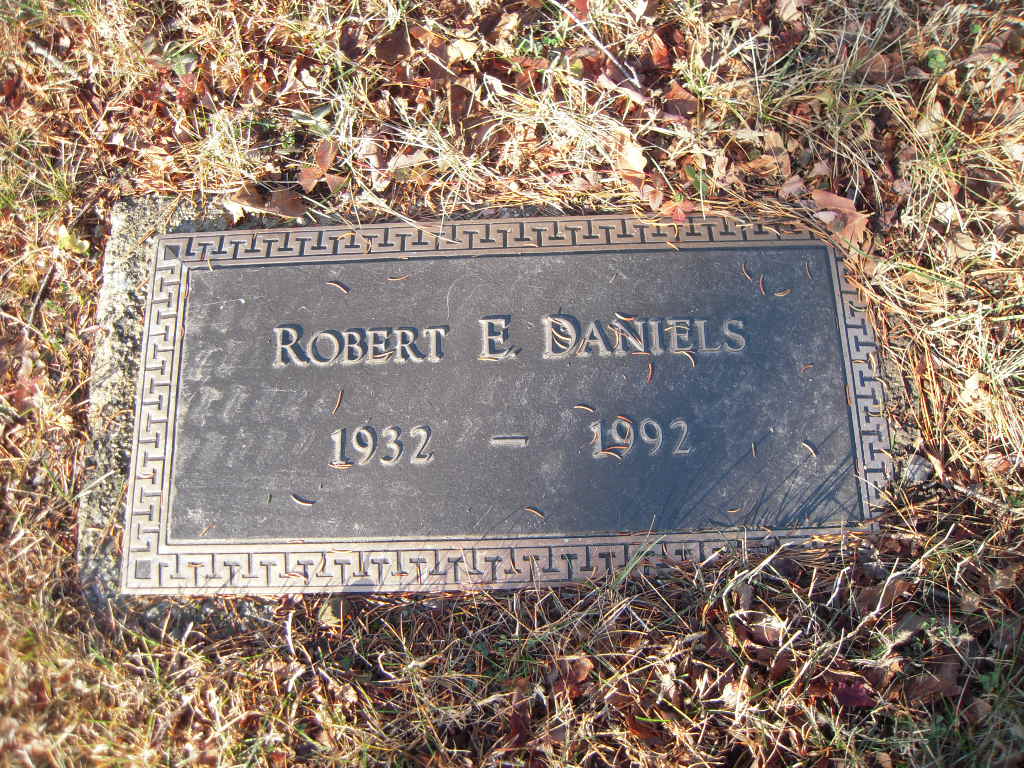 Robert E. Daniels
1932 – 1992